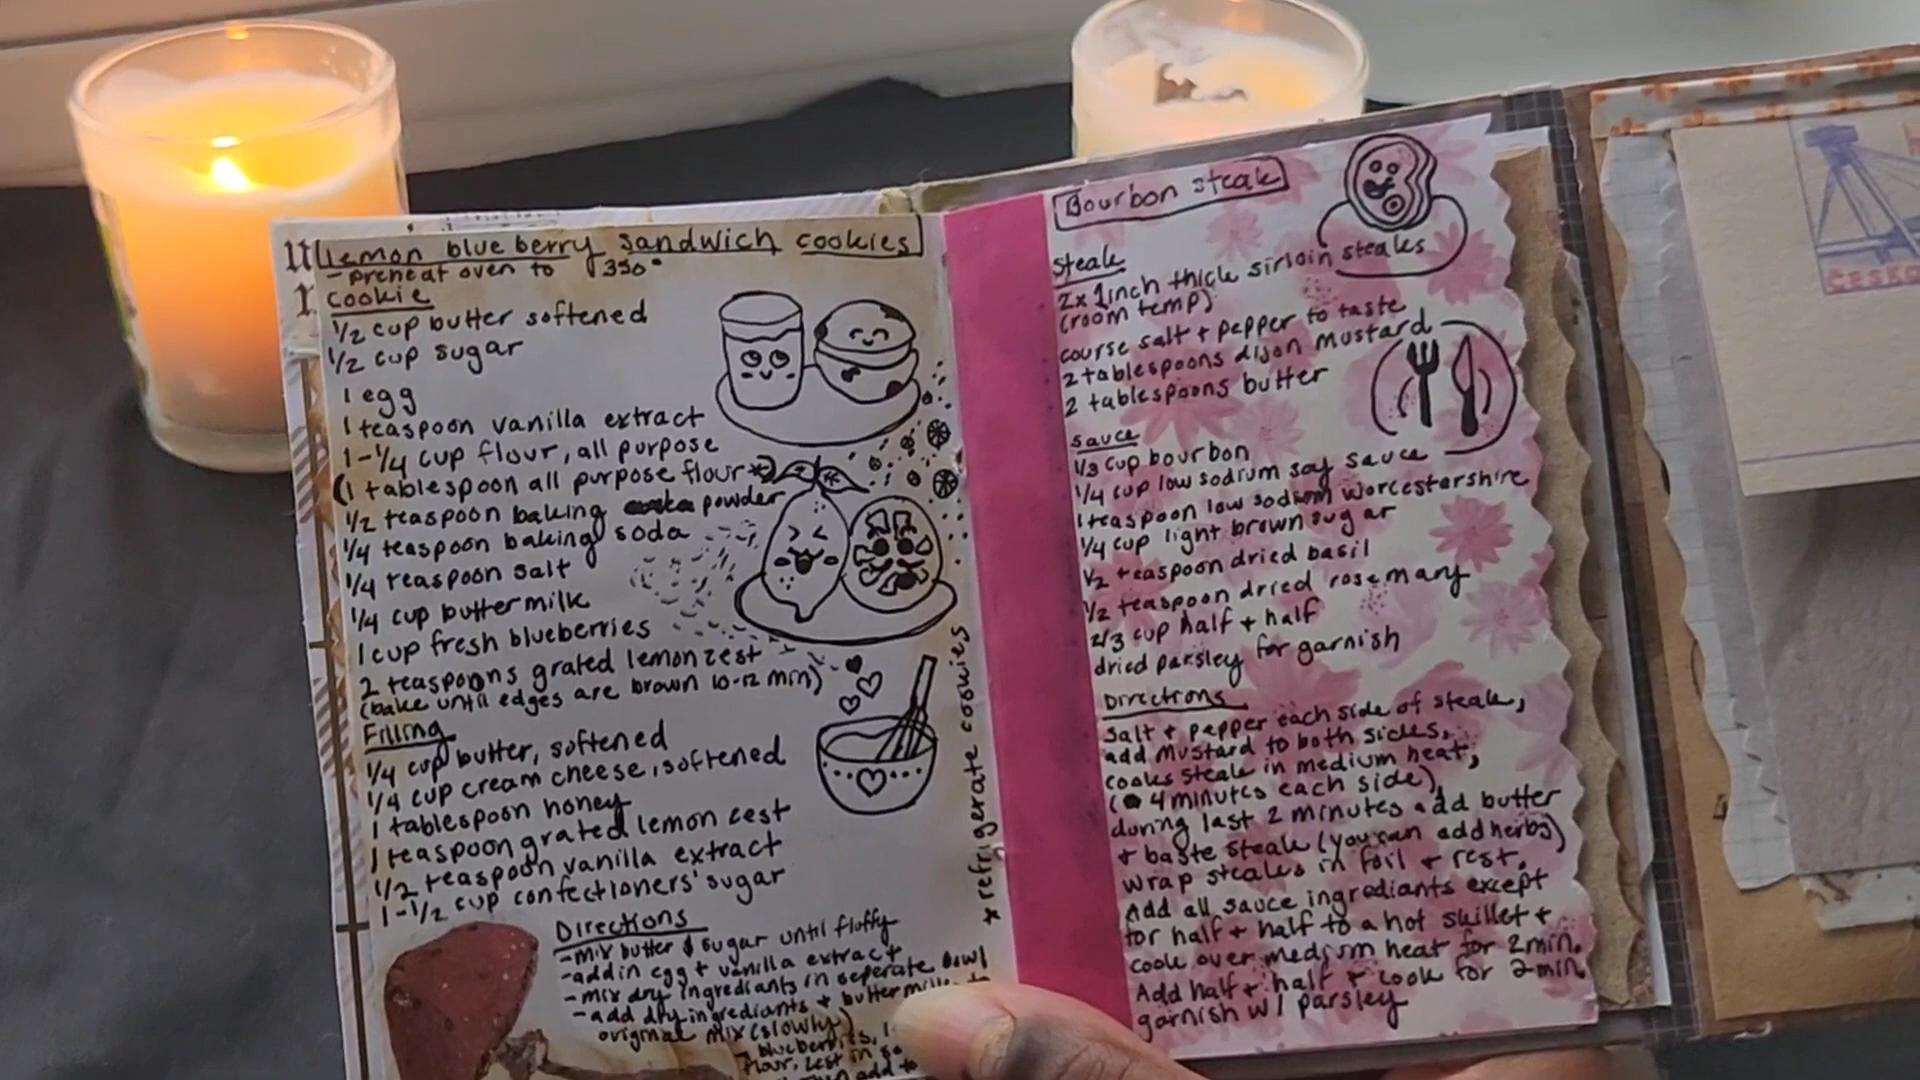 lemon blueberry sandwich cookies
- preheat oven to 350°
Cookie
1/2 cup butter softened
1/2 cup sugar
1 egg
1 teaspoon vanilla extract
1-1/4 cup flour, all purpose
(1 tablespoon all purpose flour *)
1/2 teaspoon baking powder
1/4 teaspoon baking soda
1/4 teaspoon salt
1/4 cup buttermilk
1 cup fresh blueberries
2 teaspoons grated lemon zest
(bake until edges are brown 10-12 min)
Filling
1/4 cup butter, softened
1/4 cup cream cheese, softened
1 tablespoon honey
1 teaspoon grated lemon cest
1/2 teaspoon vanilla extract
1-1/2 cup confectioners' sugar
Directions
- mix butter & sugar until fluffy
- add in egg + vanilla extract
- mix dry ingrediants in seperate bowl
- add dry ingrediants + buttermilk to
original mix (slowly)
- blueberries,
flour, zest in
add to
* refrigerate cookies
Bourbon steak
Steak
2x 1inch thick sirloin steaks
(room temp)
course salt + pepper to taste
2 tablespoons dijon mustard
2 tablespoons butter
sauce
1/3 cup bourbon
1/4 cup low sodium soy sauce
1 teaspoon low sodium worcestershire
1/4 cup light brown sugar
1/2 teaspoon dried basil
1/2 teaspoon dried rosemary
2/3 cup half + half
dried parsley for garnish
Directions
Salt + pepper each side of steak,
add mustard to both sides.
cooks steak in medium heat,
(4 minutes each side)
during last 2 minutes add butter
+ baste steak (you can add herbs)
wrap steaks in foil + rest.
Add all sauce ingrediants except
for half + half to a hot skillet +
cook over medium heat for 2 min.
Add half + half + cook for 2 min
garnish w/ parsley
ČESKO